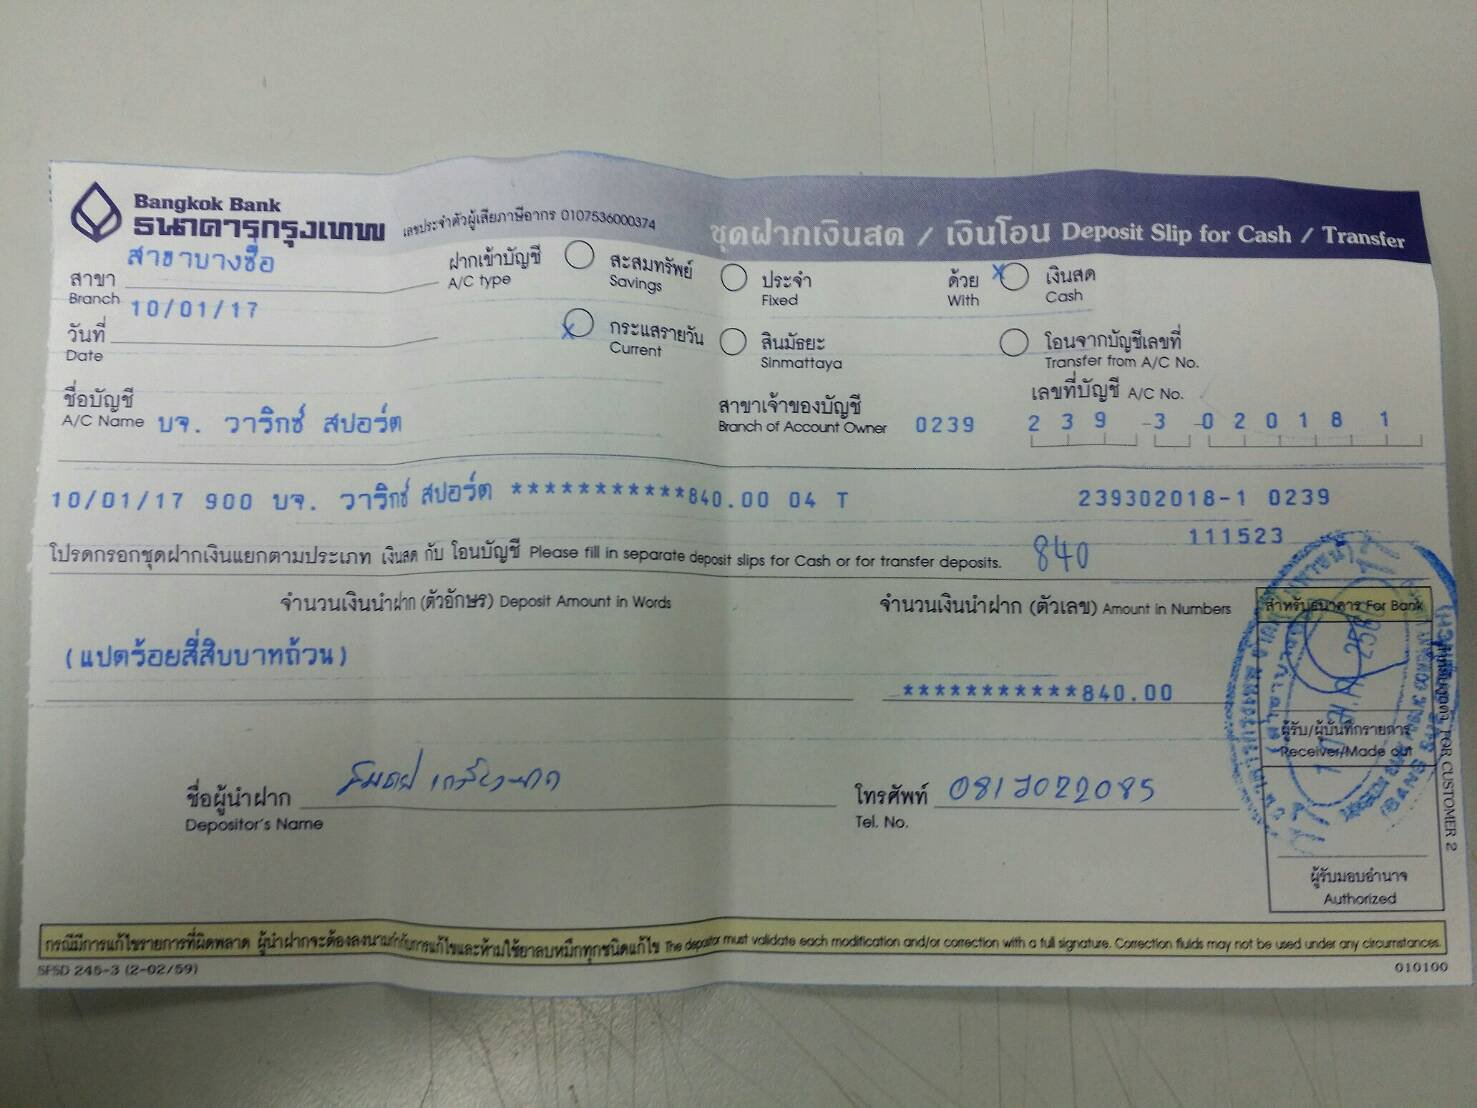 Bangkok Bank
ธนาคารกรุงเทพ
เลขประจำตัวผู้เสียภาษีอากร 0107536000374
ชุดฝากเงินสด / เงินโอน Deposit Slip for Cash / Transfer
สาขา สาขาบางซื่อ
Branch
ฝากเข้าบัญชี สะสมทรัพย์ ประจำ ด้วย x เงินสด
A/C type Savings Fixed With Cash
วันที่ 10/01/17
Date
x กระแสรายวัน สินมัธยะ โอนจากบัญชีเลขที่
Current Sinmattaya Transfer from A/C No.
ชื่อบัญชี
A/C Name บจ. วาริกซ์ สปอร์ต
สาขาเจ้าของบัญชี
Branch of Account Owner 0239
เลขที่บัญชี A/C No.
239-3-02018 1
10/01/17 900 บจ. วาริกซ์ สปอร์ต ***********840.00 04 T 239302018-1 0239
111523
โปรดกรอกชุดฝากเงินแยกตามประเภท เงินสด กับ โอนบัญชี Please fill in separate deposit slips for Cash or for transfer deposits. 840
จำนวนเงินนำฝาก (ตัวอักษร) Deposit Amount in Words
จำนวนเงินนำฝาก (ตัวเลข) Amount in Numbers
สำหรับธนาคาร For Bank
(แปดร้อยสี่สิบบาทถ้วน)
***********840.00
ผู้รับ/ผู้บันทึกรายการ
Receiver/Made out
ชื่อผู้นำฝาก
Depositor's Name
โทรศัพท์ 0817022085
Tel. No.
ผู้รับมอบอำนาจ
Authorized
FOR CUSTOMER 2
กรณีมีการแก้ไขรายการที่ผิดพลาด ผู้นำฝากจะต้องลงนามกำกับการแก้ไขและห้ามใช้ยาลบหมึกทุกชนิดแก้ไข The depositor must validate each modification and/or correction with a full signature. Correction fluids may not be used under any circumstances.
SFSD 245-3 (2-02/59)
010100